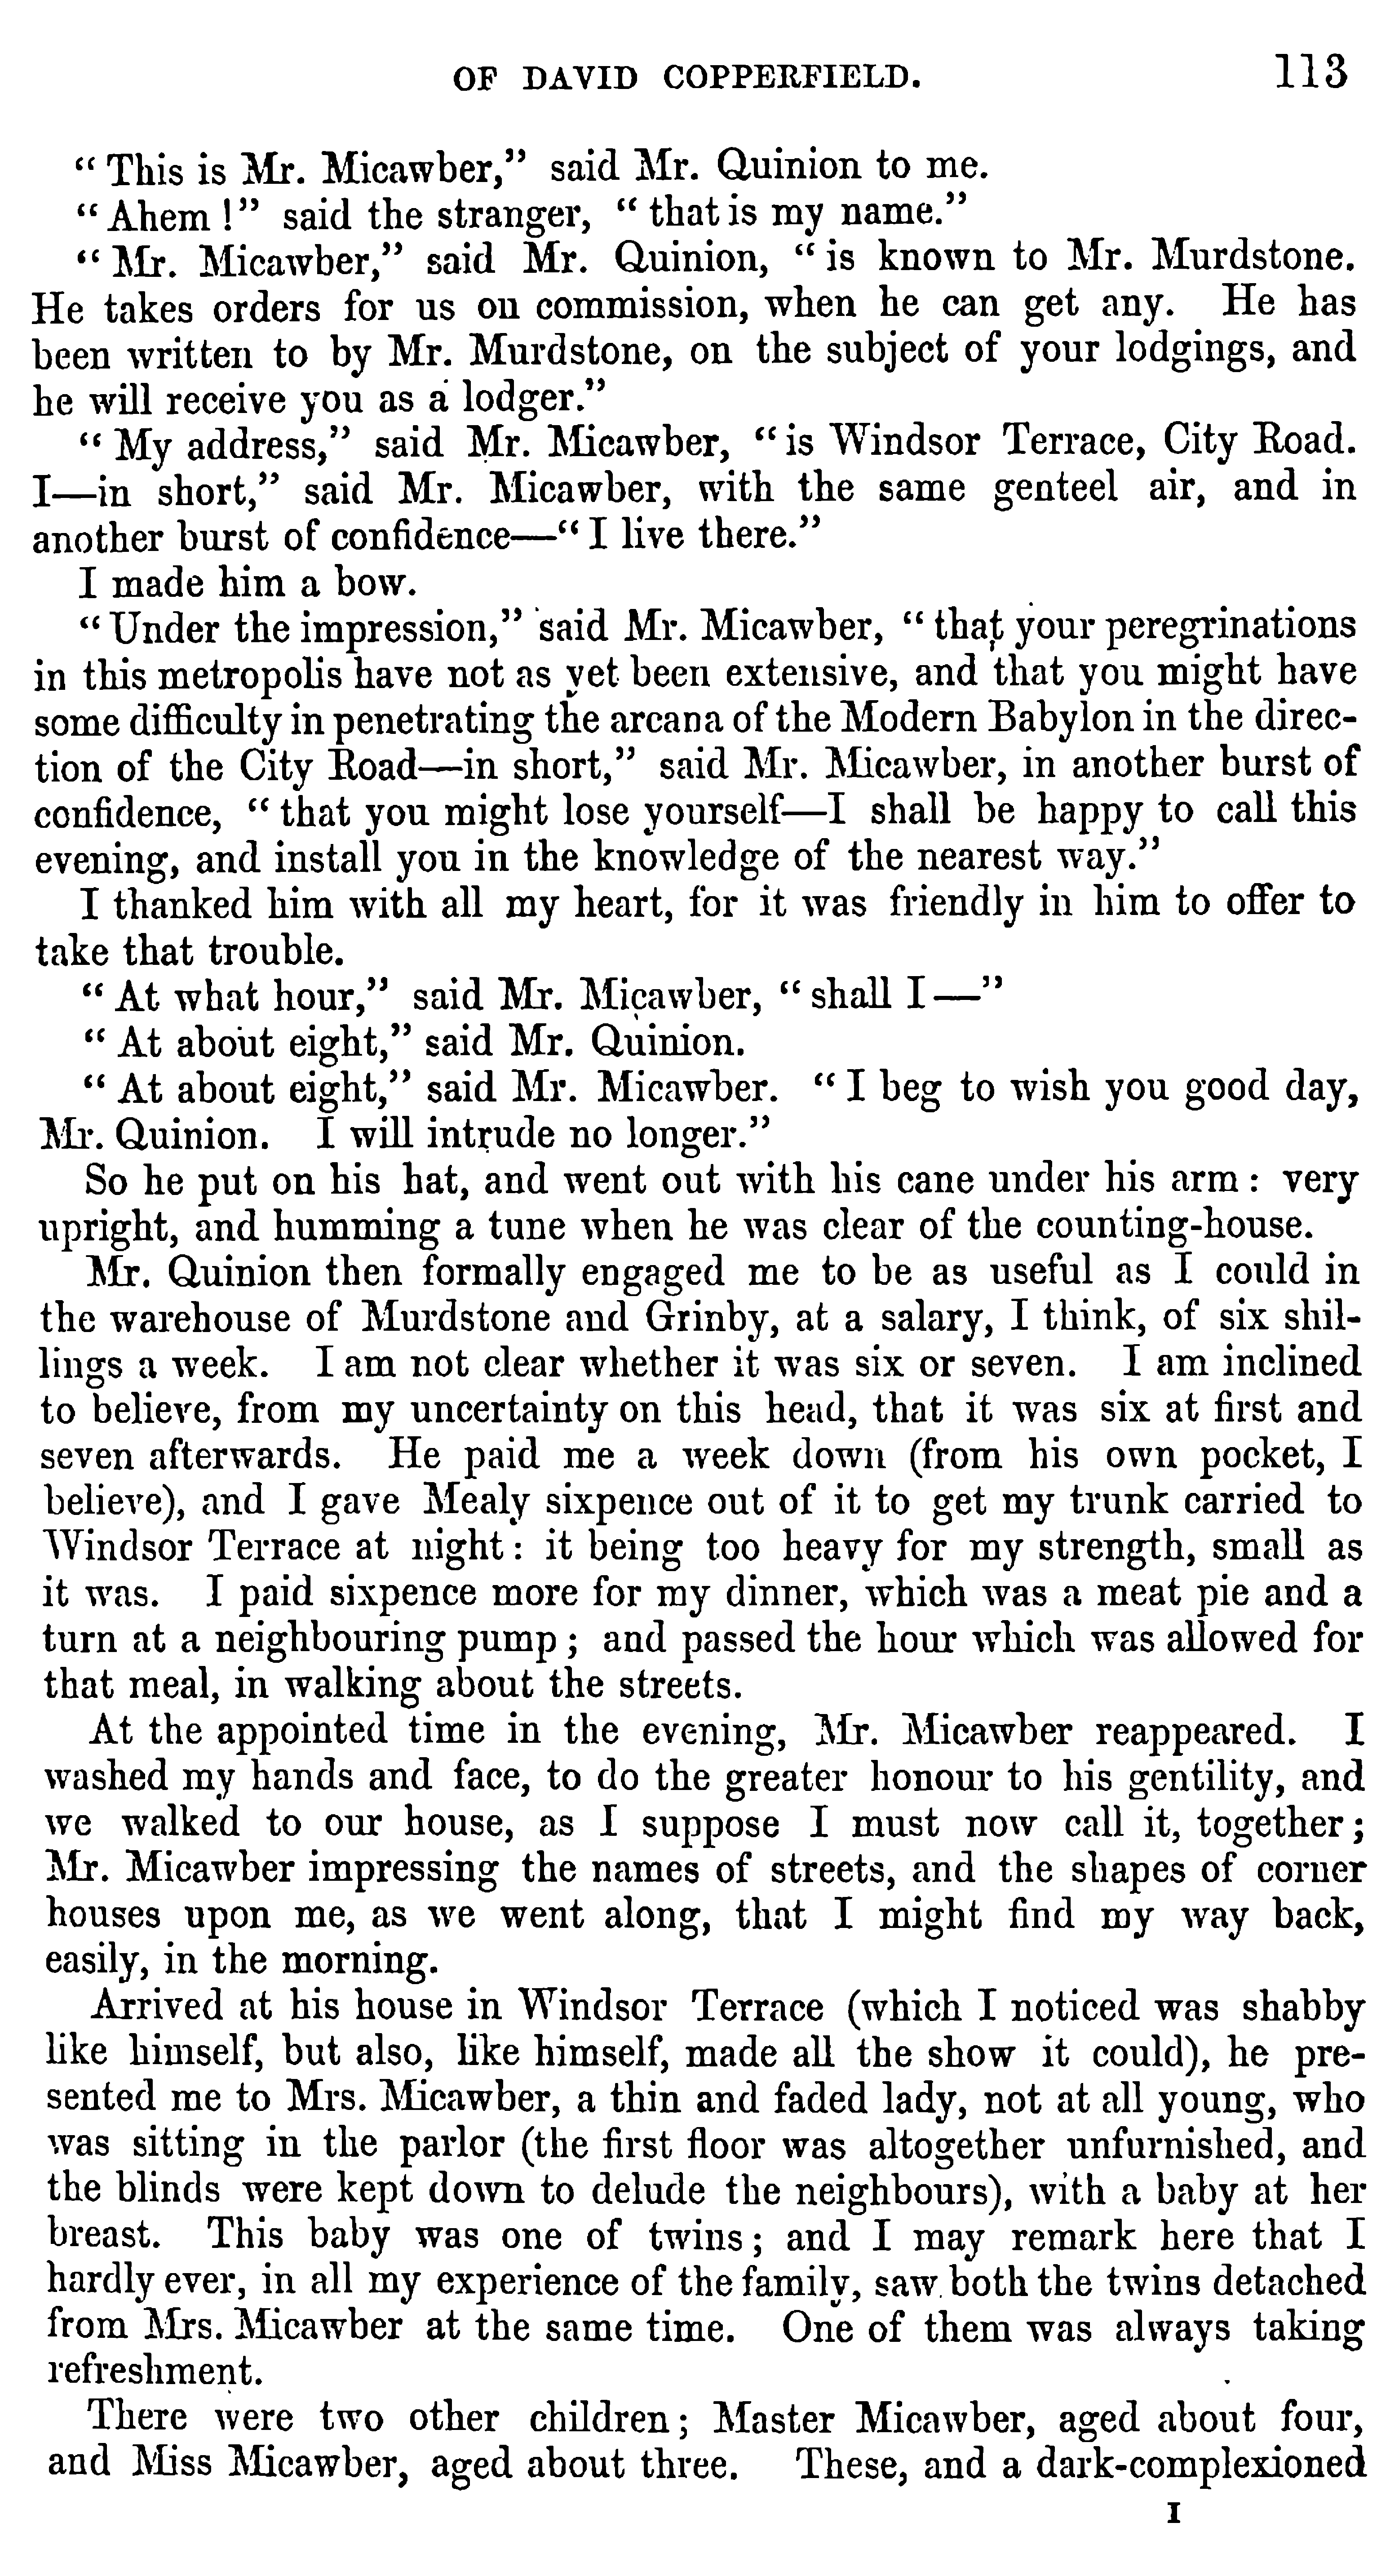 OF DAVID COPPERFIELD. 113
“This is Mr. Micawber,” said Mr. Quinion to me.
“Ahem!” said the stranger, “that is my name.”
“Mr. Micawber,” said Mr. Quinion, “is known to Mr. Murdstone.
He takes orders for us on commission, when he can get any. He has
been written to by Mr. Murdstone, on the subject of your lodgings, and
he will receive you as a lodger.”
“My address,” said Mr. Micawber, “is Windsor Terrace, City Road.
I—in short,” said Mr. Micawber, with the same genteel air, and in
another burst of confidence—“I live there.”
I made him a bow.
“Under the impression,” said Mr. Micawber, “that your peregrinations
in this metropolis have not as yet been extensive, and that you might have
some difficulty in penetrating the arcana of the Modern Babylon in the direc-
tion of the City Road—in short,” said Mr. Micawber, in another burst of
confidence, “that you might lose yourself—I shall be happy to call this
evening, and install you in the knowledge of the nearest way.”
I thanked him with all my heart, for it was friendly in him to offer to
take that trouble.
“At what hour,” said Mr. Micawber, “shall I—”
“At about eight,” said Mr. Quinion.
“At about eight,” said Mr. Micawber. “I beg to wish you good day,
Mr. Quinion. I will intrude no longer.”
So he put on his hat, and went out with his cane under his arm: very
upright, and humming a tune when he was clear of the counting-house.
Mr. Quinion then formally engaged me to be as useful as I could in
the warehouse of Murdstone and Grinby, at a salary, I think, of six shil-
lings a week. I am not clear whether it was six or seven. I am inclined
to believe, from my uncertainty on this head, that it was six at first and
seven afterwards. He paid me a week down (from his own pocket, I
believe), and I gave Mealy sixpence out of it to get my trunk carried to
Windsor Terrace at night: it being too heavy for my strength, small as
it was. I paid sixpence more for my dinner, which was a meat pie and a
turn at a neighbouring pump; and passed the hour which was allowed for
that meal, in walking about the streets.
At the appointed time in the evening, Mr. Micawber reappeared. I
washed my hands and face, to do the greater honour to his gentility, and
we walked to our house, as I suppose I must now call it, together;
Mr. Micawber impressing the names of streets, and the shapes of corner
houses upon me, as we went along, that I might find my way back,
easily, in the morning.
Arrived at his house in Windsor Terrace (which I noticed was shabby
like himself, but also, like himself, made all the show it could), he pre-
sented me to Mrs. Micawber, a thin and faded lady, not at all young, who
was sitting in the parlor (the first floor was altogether unfurnished, and
the blinds were kept down to delude the neighbours), with a baby at her
breast. This baby was one of twins; and I may remark here that I
hardly ever, in all my experience of the family, saw both the twins detached
from Mrs. Micawber at the same time. One of them was always taking
refreshment.
There were two other children; Master Micawber, aged about four,
and Miss Micawber, aged about three. These, and a dark-complexioned
I